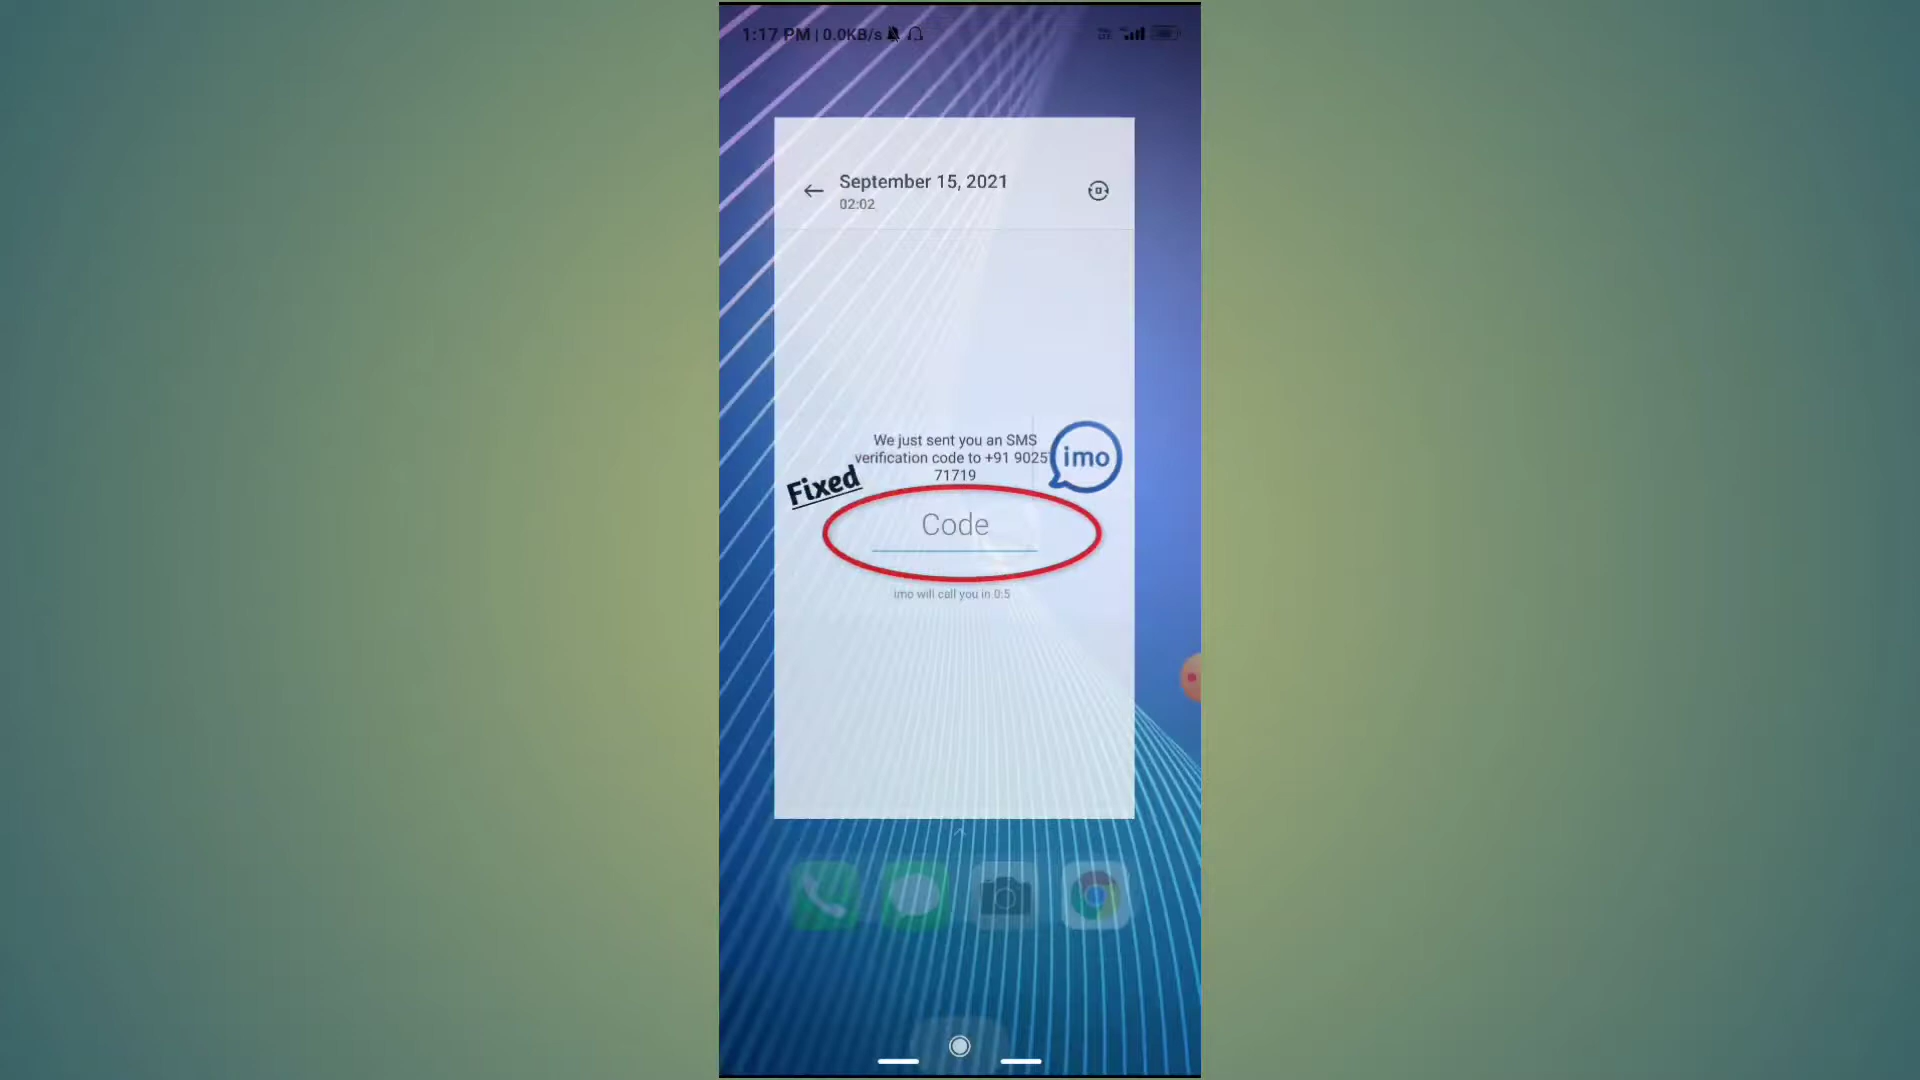 1:17 PM | 0.0KB/s
September 15, 2021
02:02
We just sent you an SMS
verification code to +91 9025
71719
imo
Fixed
Code
imo will call you in 0:5